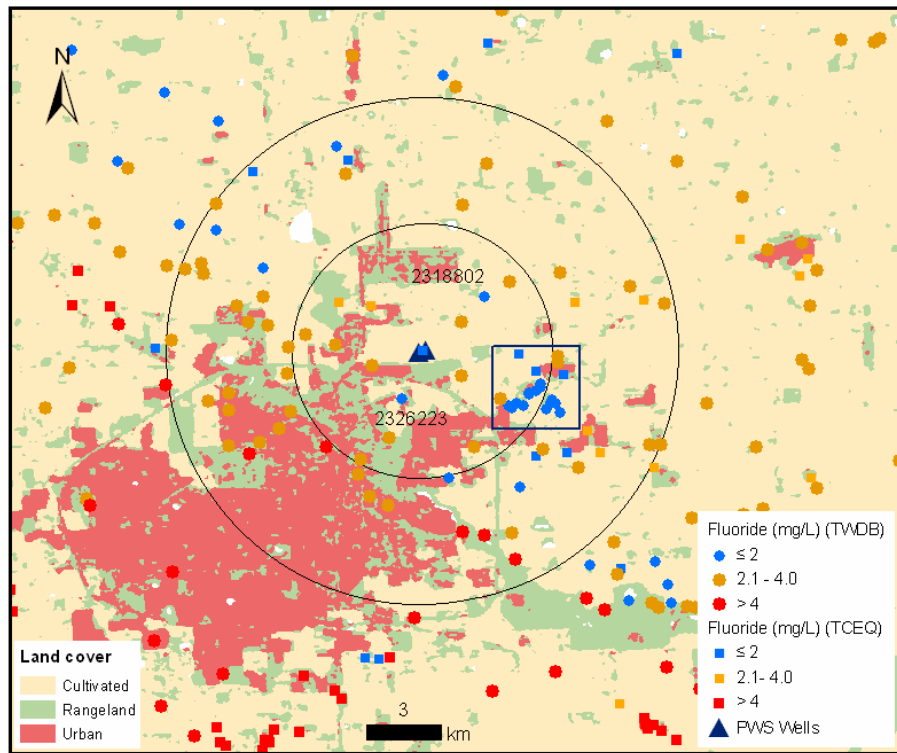 N
2318802
2326223
Fluoride (mg/L) (TWDB)
≤ 2
2.1 - 4.0
> 4
Fluoride (mg/L) (TCEQ)
≤ 2
2.1 - 4.0
> 4
PWS Wells
Land cover
Cultivated
Rangeland
Urban
3
km